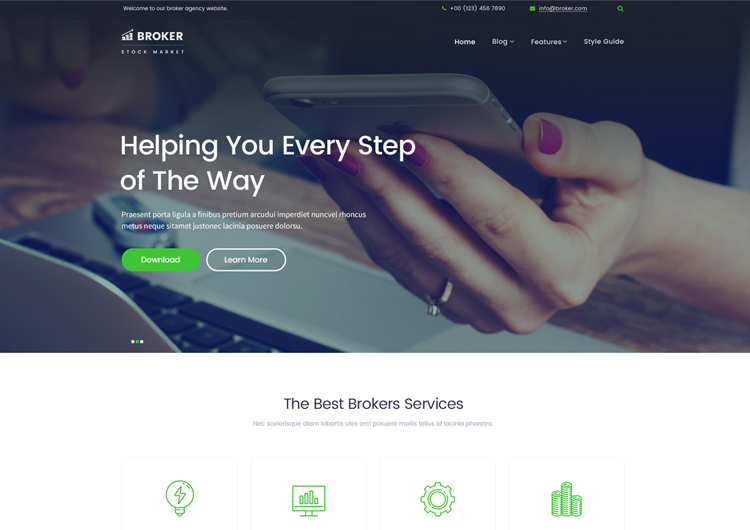 Welcome to our broker agency website.
+00 (123) 456 7890
info@broker.com
BROKER
STOCK MARKET
Home
Blog
Features
Style Guide
Helping You Every Step
of The Way
Praesent porta ligula a finibus pretium arcudui imperdiet nuncvel rhoncus
metus neque sitamet justonec lacinia posuere dolorsu.
Download
Learn More
The Best Brokers Services
Nec scelerisque diam lobortis utex orci posuere mollis tellus id lacinia pharetra.